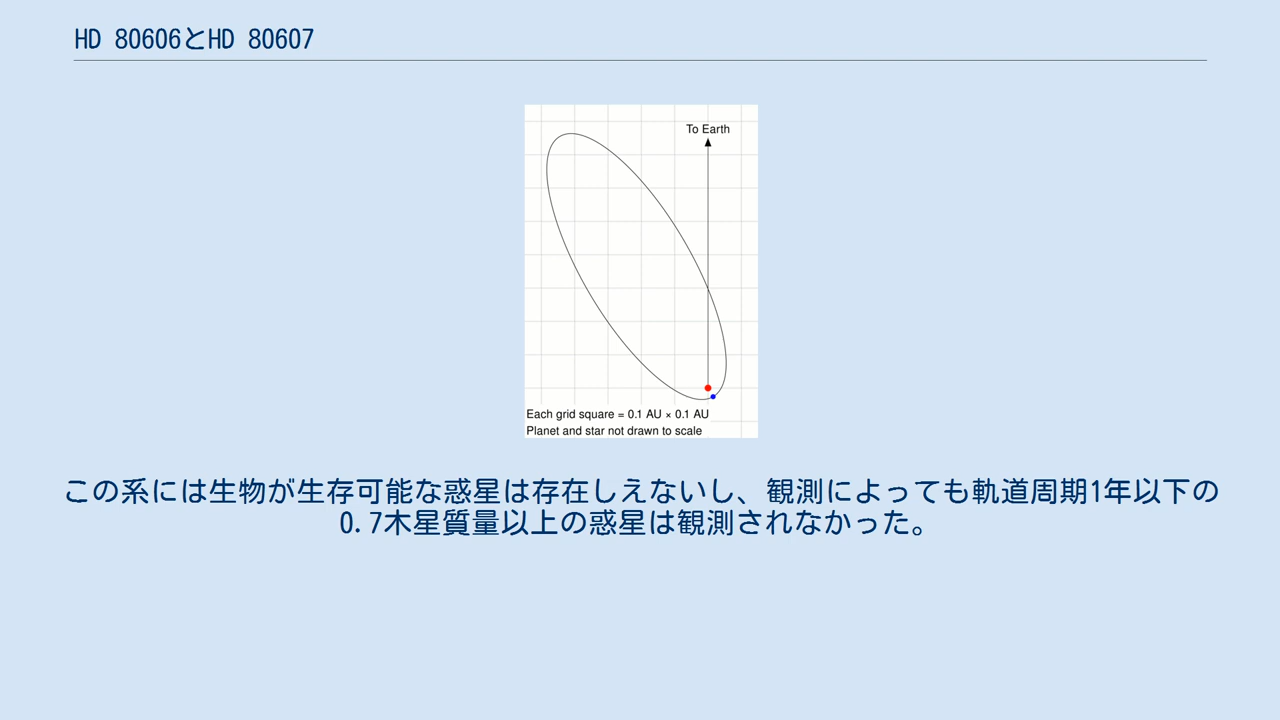 HD 80606とHD 80607
To Earth
Each grid square = 0.1 AU × 0.1 AU
Planet and star not drawn to scale
この系には生物が生存可能な惑星は存在しえないし、観測によっても軌道周期1年以下の
0.7木星質量以上の惑星は観測されなかった。